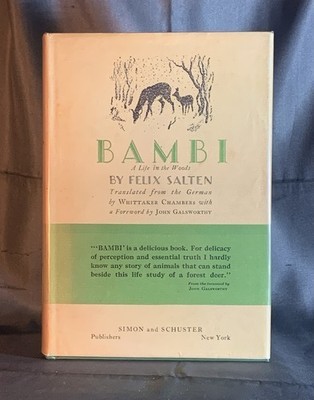 BAMBI
A Life in the Woods
BY FELIX SALTEN
Translated from the German
by WHITTAKER CHAMBERS with
a Foreword by JOHN GALSWORTHY
"'BAMBI' is a delicious book. For delicacy
of perception and essential truth I hardly
know any story of animals that can stand
beside this life study of a forest deer."
From the foreword by
JOHN GALSWORTHY
SIMON and SCHUSTER
Publishers New York